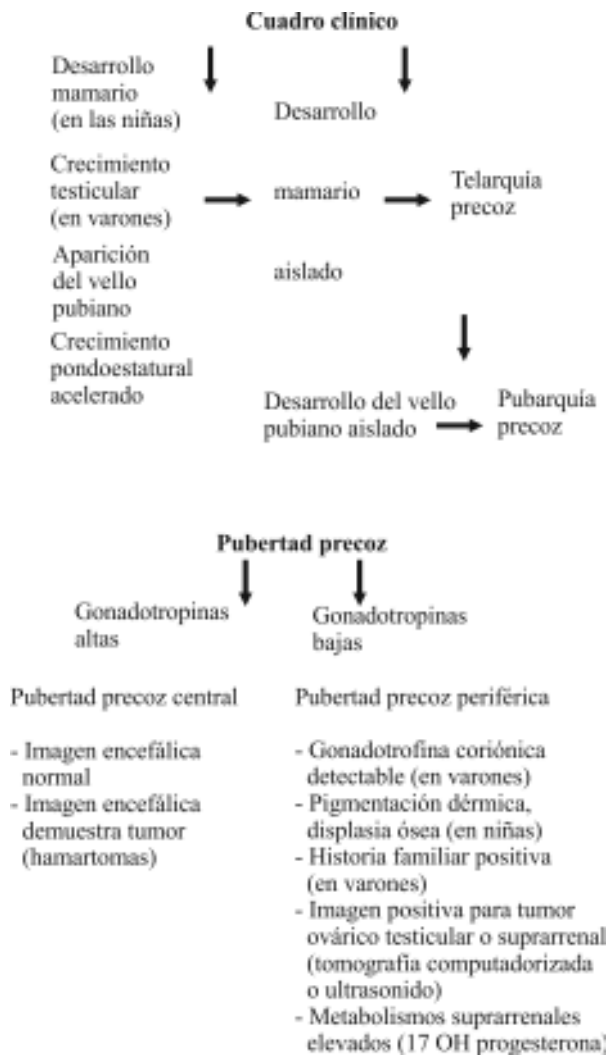 Cuadro clínico
Desarrollo
mamario
(en las niñas)
Crecimiento
testicular
(en varones)
Aparición
del vello
pubiano
Crecimiento
pondoestatural
acelerado
Desarrollo
mamario
aislado
Telarquía
precoz
Desarrollo del vello
pubiano aislado
Pubarquía
precoz
Pubertad precoz
Gonadotropinas
altas
Pubertad precoz central
- Imagen encefálica
normal
- Imagen encefálica
demuestra tumor
(hamartomas)
Gonadotropinas
bajas
Pubertad precoz periférica
- Gonadotrofina coriónica
detectable (en varones)
- Pigmentación dérmica,
displasia ósea (en niñas)
- Historia familiar positiva
(en varones)
- Imagen positiva para tumor
ovárico testicular o suprarrenal
(tomografía computadorizada
o ultrasonido)
- Metabolismos suprarrenales
elevados (17 OH progesterona)